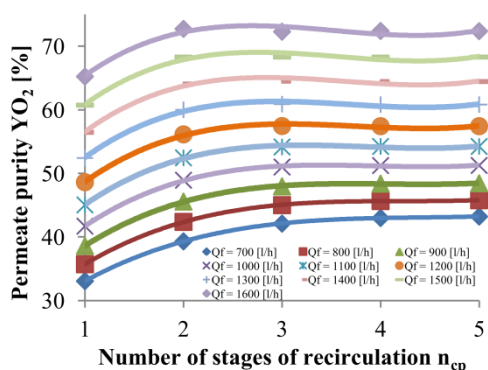 Permeate purity YO2 [%]
70
60
50
40
30
Qf = 700 [l/h] Qf = 800 [l/h] Qf = 900 [l/h]
Qf = 1000 [l/h] Qf = 1100 [l/h] Qf = 1200 [l/h]
Qf = 1300 [l/h] Qf = 1400 [l/h] Qf = 1500 [l/h]
Qf = 1600 [l/h]
1 2 3 4 5
Number of stages of recirculation ncp